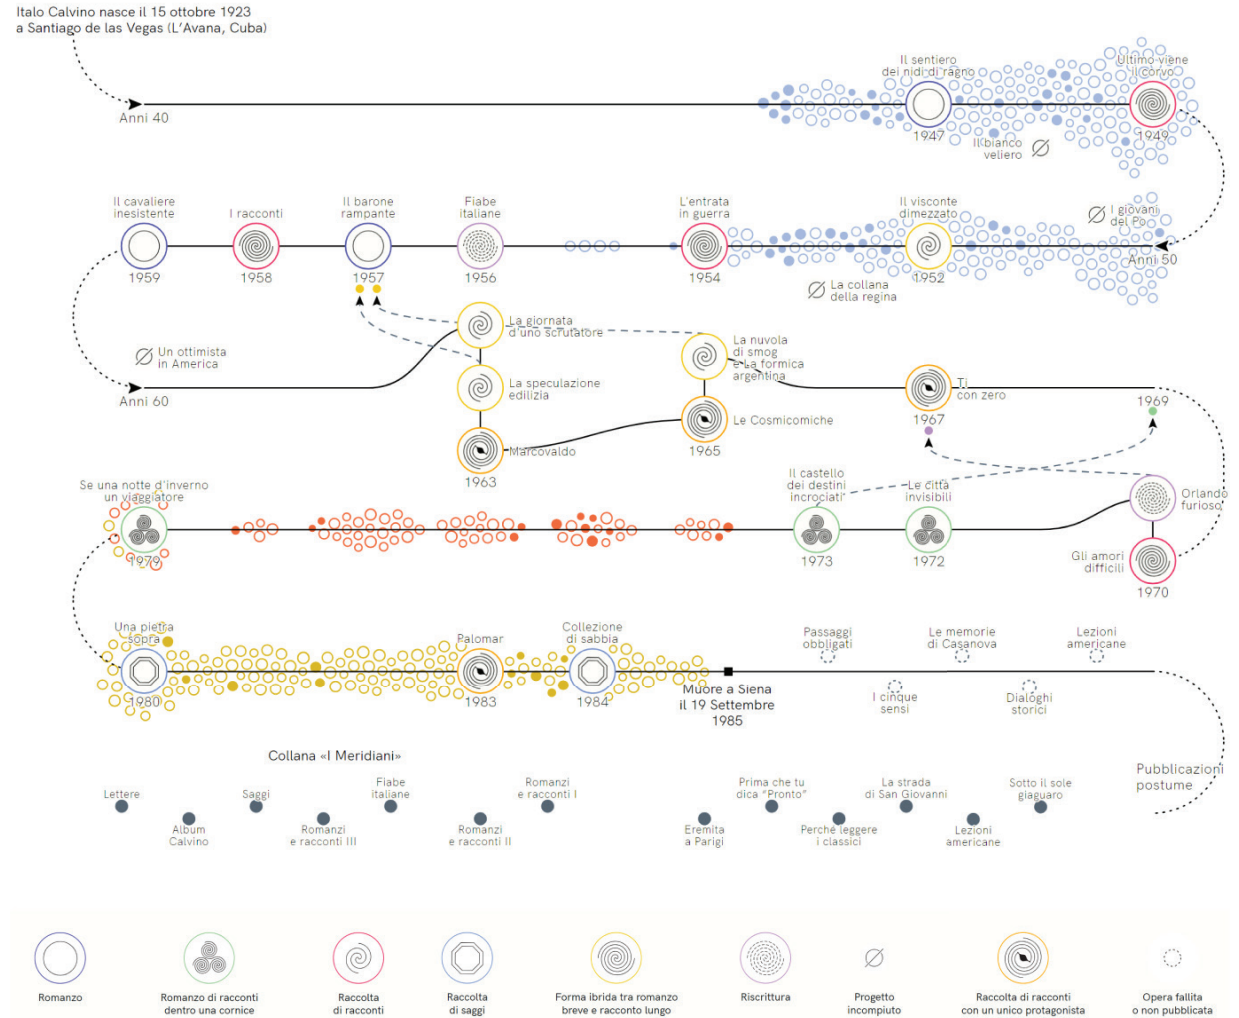 Italo Calvino nasce il 15 ottobre 1923
a Santiago de las Vegas (L'Avana, Cuba)
Il sentiero
dei nidi di ragno
Ultimo viene
il corvo
Anni 40
1947
1949
Il bianco
veliero
Il cavaliere
inesistente
I racconti
Il barone
rampante
Fiabe
italiane
L'entrata
in guerra
Il visconte
dimezzato
I giovani
del Po
1959
1958
1957
1956
1954
1952
Anni 50
La collana
della regina
La giornata
d'uno scrutatore
Un ottimista
in America
La nuvola
di smog
e La formica
argentina
La speculazione
edilizia
Ti
con zero
Anni 60
1969
1967
Le Cosmicomiche
Marcovaldo
1965
1963
Se una notte d'inverno
un viaggiatore
Il castello
dei destini
incrociati
Le città
invisibili
Orlando
furioso
1979
1973
1972
Gli amori
difficili
1970
Una pietra
sopra
Palomar
Collezione
di sabbia
Passaggi
obbligati
Le memorie
di Casanova
Lezioni
americane
1980
1983
1984
Muore a Siena
il 19 Settembre
1985
I cinque
sensi
Dialoghi
storici
Collana «I Meridiani»
Pubblicazioni
postume
Lettere
Saggi
Fiabe
italiane
Romanzi
e racconti I
Prima che tu
dica "Pronto"
La strada
di San Giovanni
Sotto il sole
giaguaro
Album
Calvino
Romanzi
e racconti III
Romanzi
e racconti II
Eremita
a Parigi
Perché leggere
i classici
Lezioni
americane
Romanzo
Romanzo di racconti
dentro una cornice
Raccolta
di racconti
Raccolta
di saggi
Forma ibrida tra romanzo
breve e racconto lungo
Riscrittura
Progetto
incompiuto
Raccolta di racconti
con un unico protagonista
Opera fallita
o non pubblicata